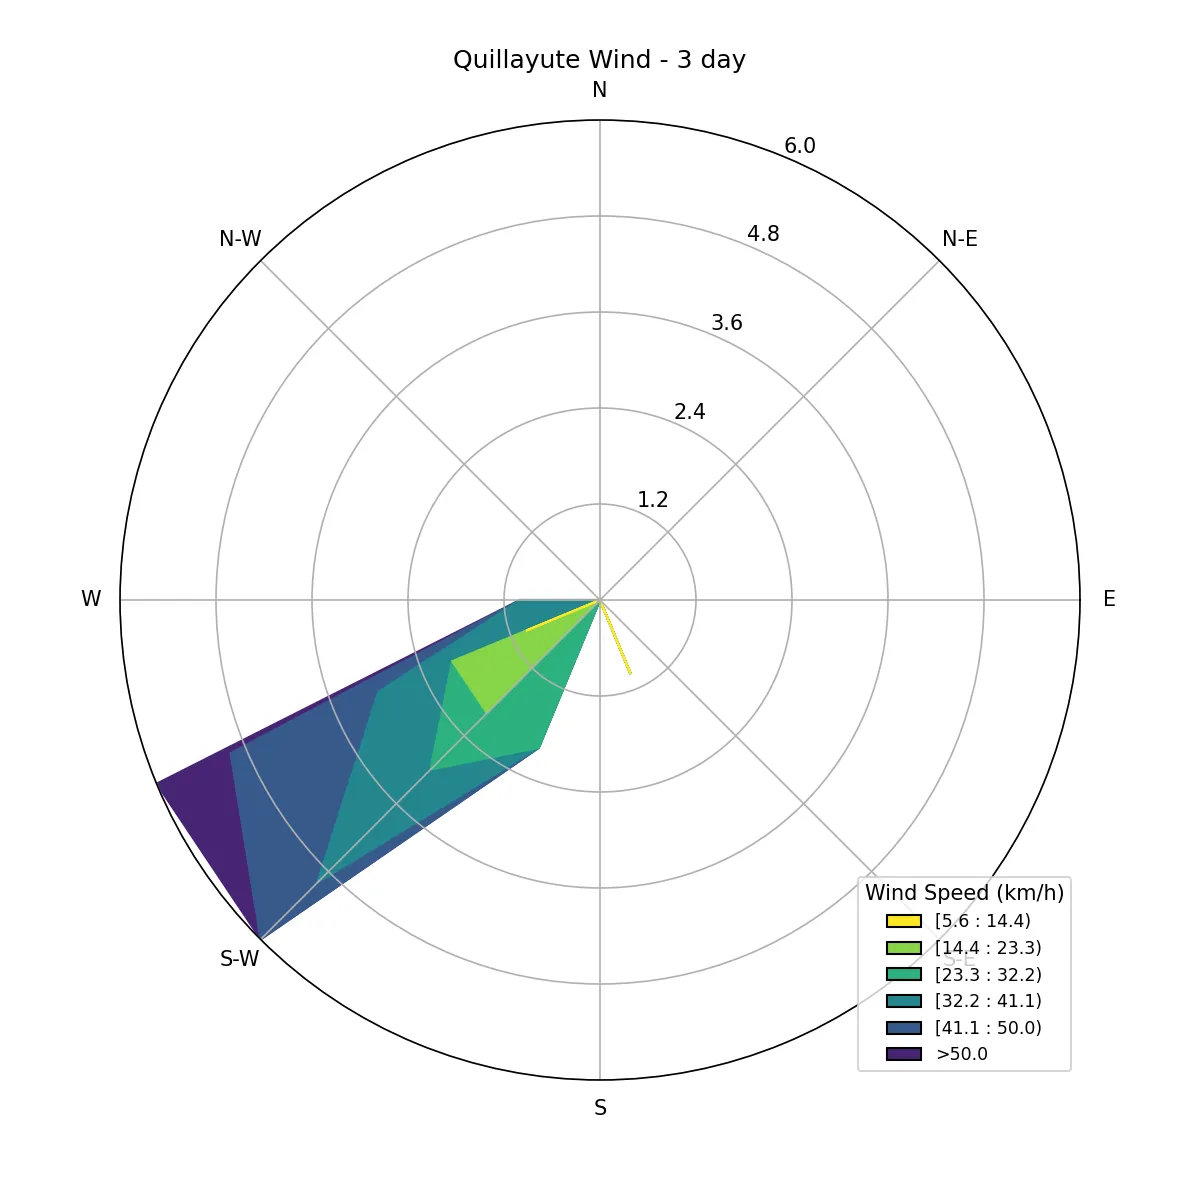 Quillayute Wind - 3 day
N
6.0
4.8
N-W
N-E
3.6
2.4
1.2
W
E
Wind Speed (km/h)
[5.6 : 14.4)
[14.4 : 23.3)
S-W
S-E
[23.3 : 32.2)
[32.2 : 41.1)
[41.1 : 50.0)
>50.0
S